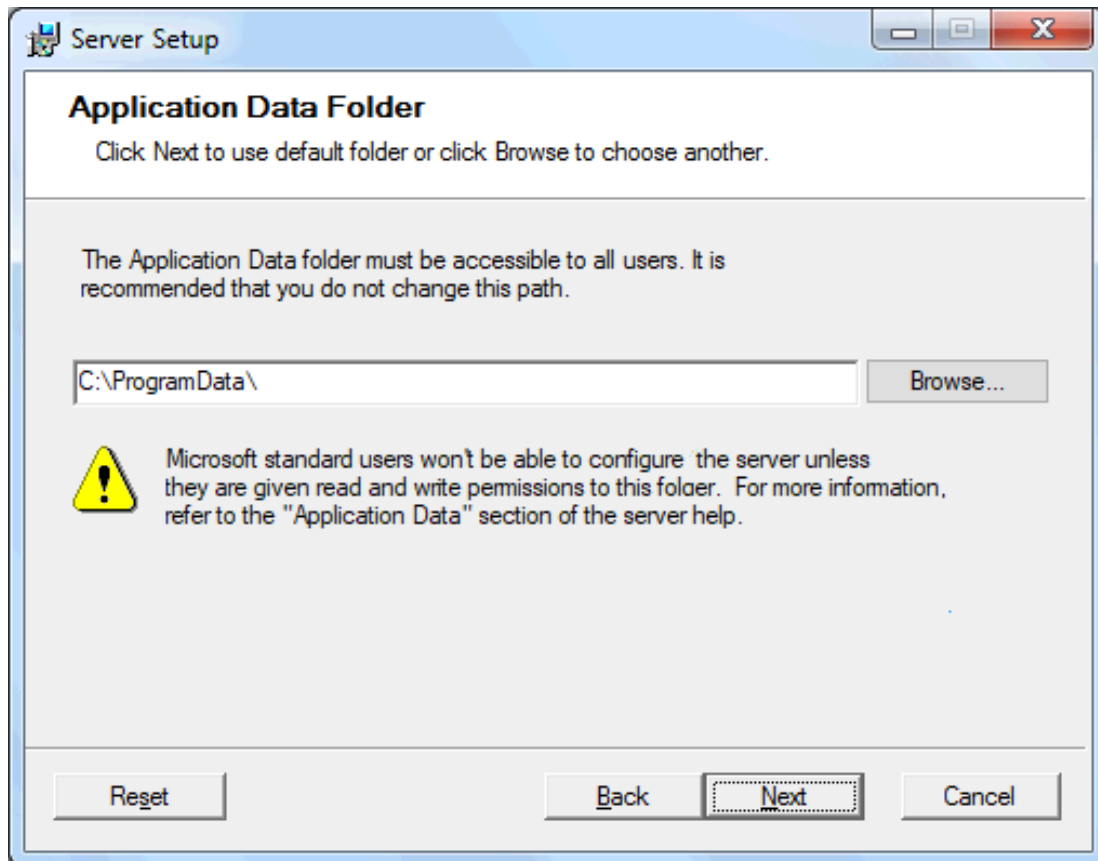 Server Setup
Application Data Folder
Click Next to use default folder or click Browse to choose another.
The Application Data folder must be accessible to all users. It is
recommended that you do not change this path.
C:\ProgramData\
Browse...
Microsoft standard users won't be able to configure the server unless
they are given read and write permissions to this folder. For more information,
refer to the "Application Data" section of the server help.
Reset
Back
Next
Cancel